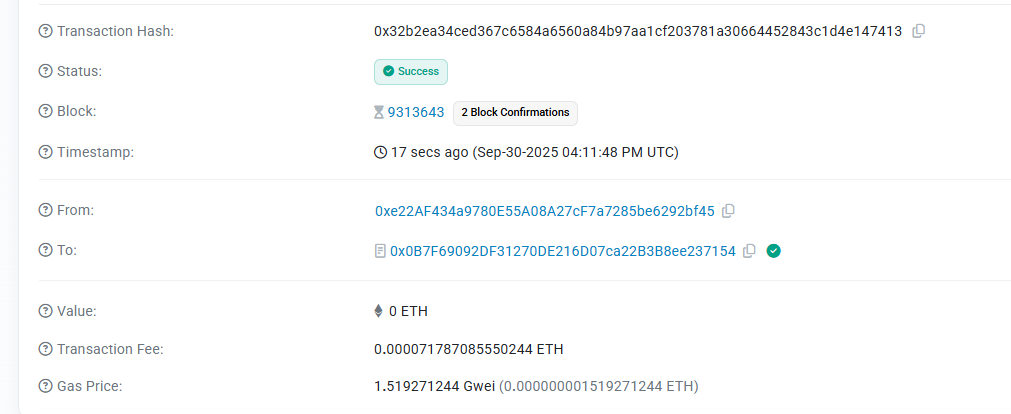 Transaction Hash: 0x32b2ea34ced367c6584a6560a84b97aa1cf203781a30664452843c1d4e147413
Status: Success
Block: 9313643 2 Block Confirmations
Timestamp: 17 secs ago (Sep-30-2025 04:11:48 PM UTC)
From: 0xe22AF434a9780E55A08A27cF7a7285be6292bf45
To: 0x0B7F69092DF31270DE216D07ca22B3B8ee237154
Value: 0 ETH
Transaction Fee: 0.000071787085550244 ETH
Gas Price: 1.519271244 Gwei (0.000000001519271244 ETH)